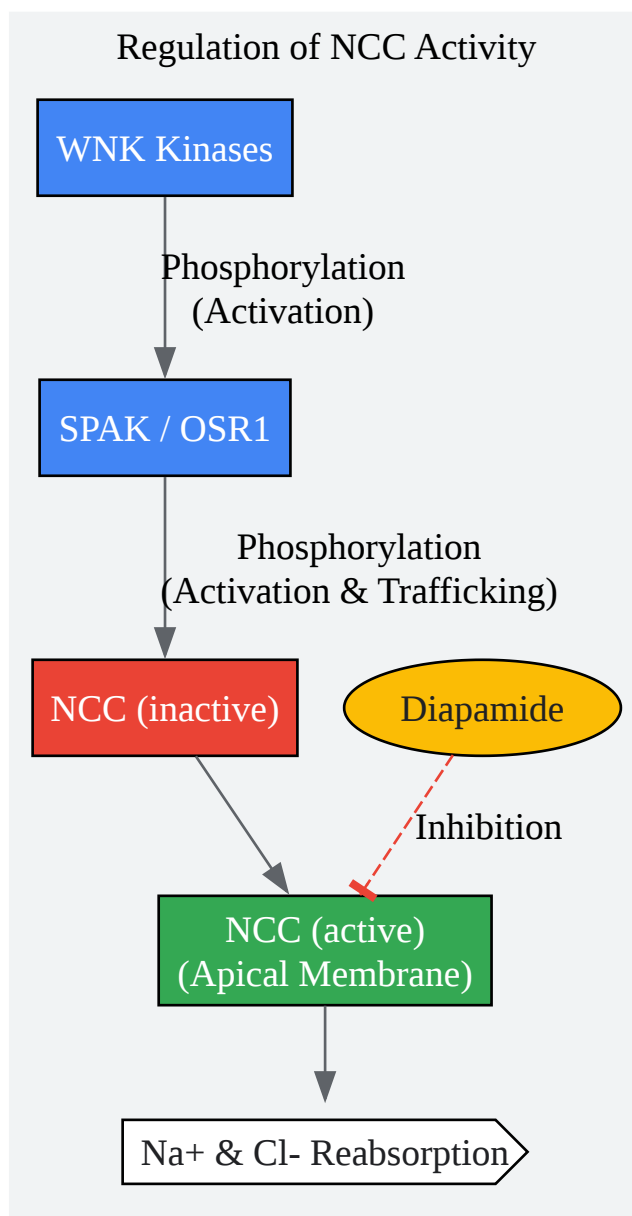 Regulation of NCC Activity
WNK Kinases
Phosphorylation
(Activation)
SPAK / OSR1
Phosphorylation
(Activation & Trafficking)
NCC (inactive)
Diapamide
Inhibition
NCC (active)
(Apical Membrane)
Na+ & Cl- Reabsorption